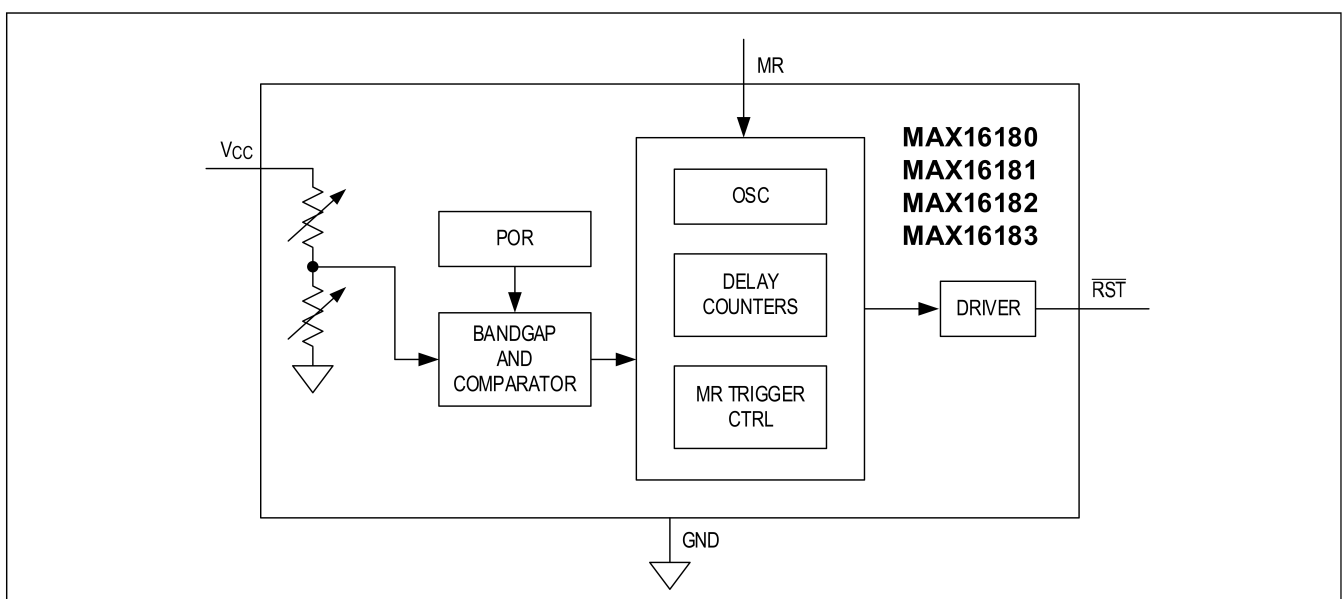 MR
MAX16180
MAX16181
MAX16182
MAX16183
VCC
OSC
POR
DELAY
COUNTERS
RST
DRIVER
BANDGAP
AND
COMPARATOR
MR TRIGGER
CTRL
GND